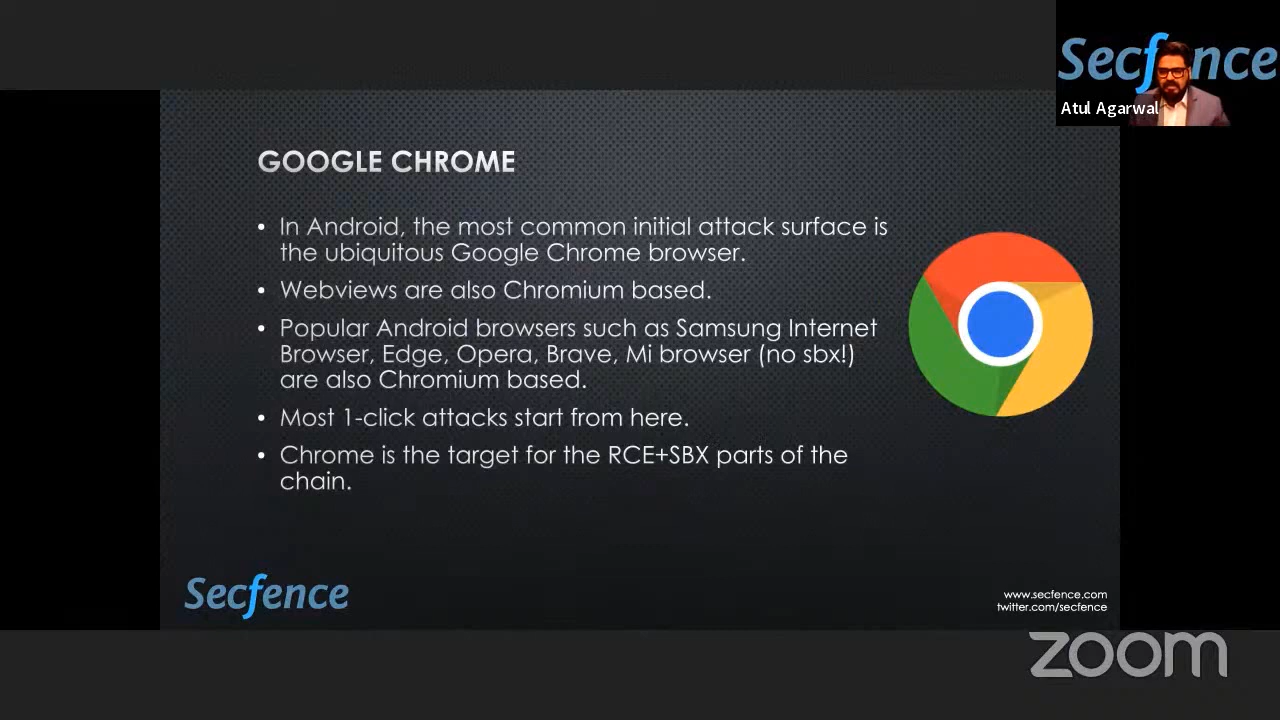 Secfence
Atul Agarwal
GOOGLE CHROME
• In Android, the most common initial attack surface is
the ubiquitous Google Chrome browser.
• Webviews are also Chromium based.
• Popular Android browsers such as Samsung Internet
Browser, Edge, Opera, Brave, Mi browser (no sbx!)
are also Chromium based.
• Most 1-click attacks start from here.
• Chrome is the target for the RCE+SBX parts of the
chain.
Secfence
www.secfence.com
twitter.com/secfence
zoom